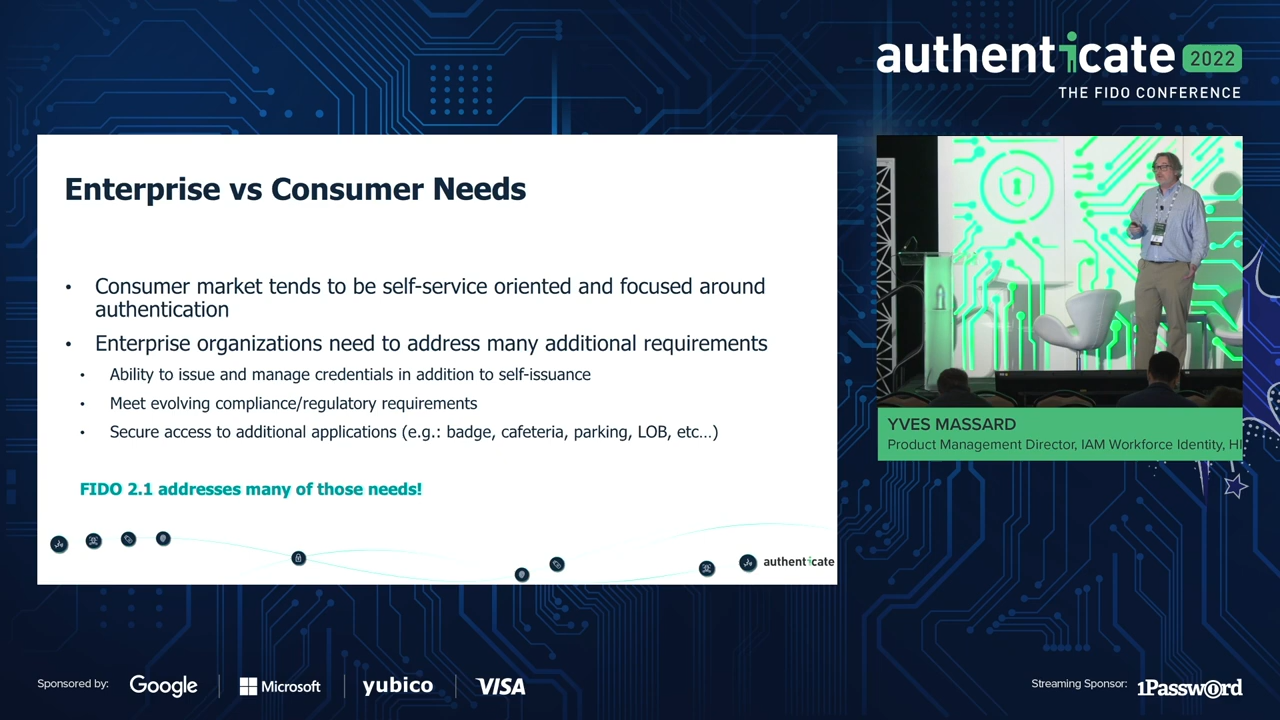 authenticate 2022
THE FIDO CONFERENCE
Enterprise vs Consumer Needs
• Consumer market tends to be self-service oriented and focused around
authentication
• Enterprise organizations need to address many additional requirements
• Ability to issue and manage credentials in addition to self-issuance
• Meet evolving compliance/regulatory requirements
• Secure access to additional applications (e.g.: badge, cafeteria, parking, LOB, etc...)
FIDO 2.1 addresses many of those needs!
authenticate
YVES MASSARD
Product Management Director, IAM Workforce Identity, HI
Sponsored by: Google Microsoft yubico VISA
Streaming Sponsor: 1Password